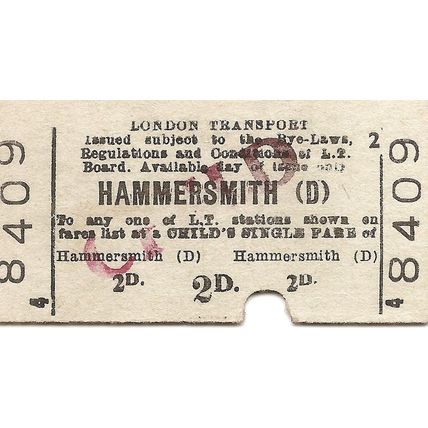 LONDON TRANSPORT
Issued subject to the Bye-Laws,
Regulations and Conditions of L.T.
Board. Available day of issue only
HAMMERSMITH (D)
To any one of L.T. stations shown on
fares list at a CHILD'S SINGLE FARE of
Hammersmith (D) Hammersmith (D)
2D. 2D. 2D.
2
8409
4
8409
4